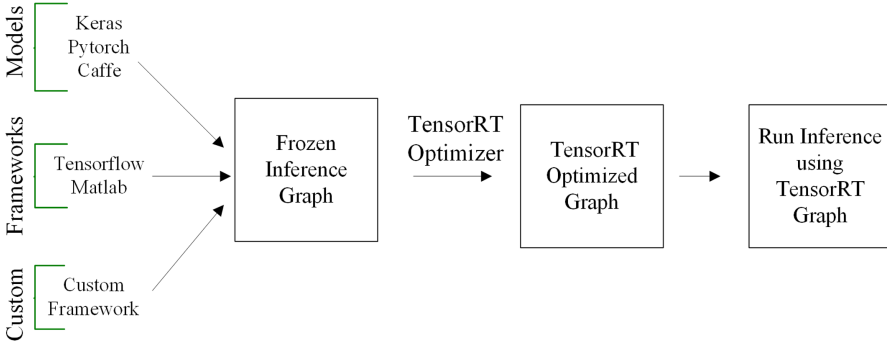 Models
Keras
Pytorch
Caffe
Frameworks
Tensorflow
Matlab
Custom
Custom
Framework
Frozen
Inference
Graph
TensorRT
Optimizer
TensorRT
Optimized
Graph
Run Inference
using
TensorRT
Graph